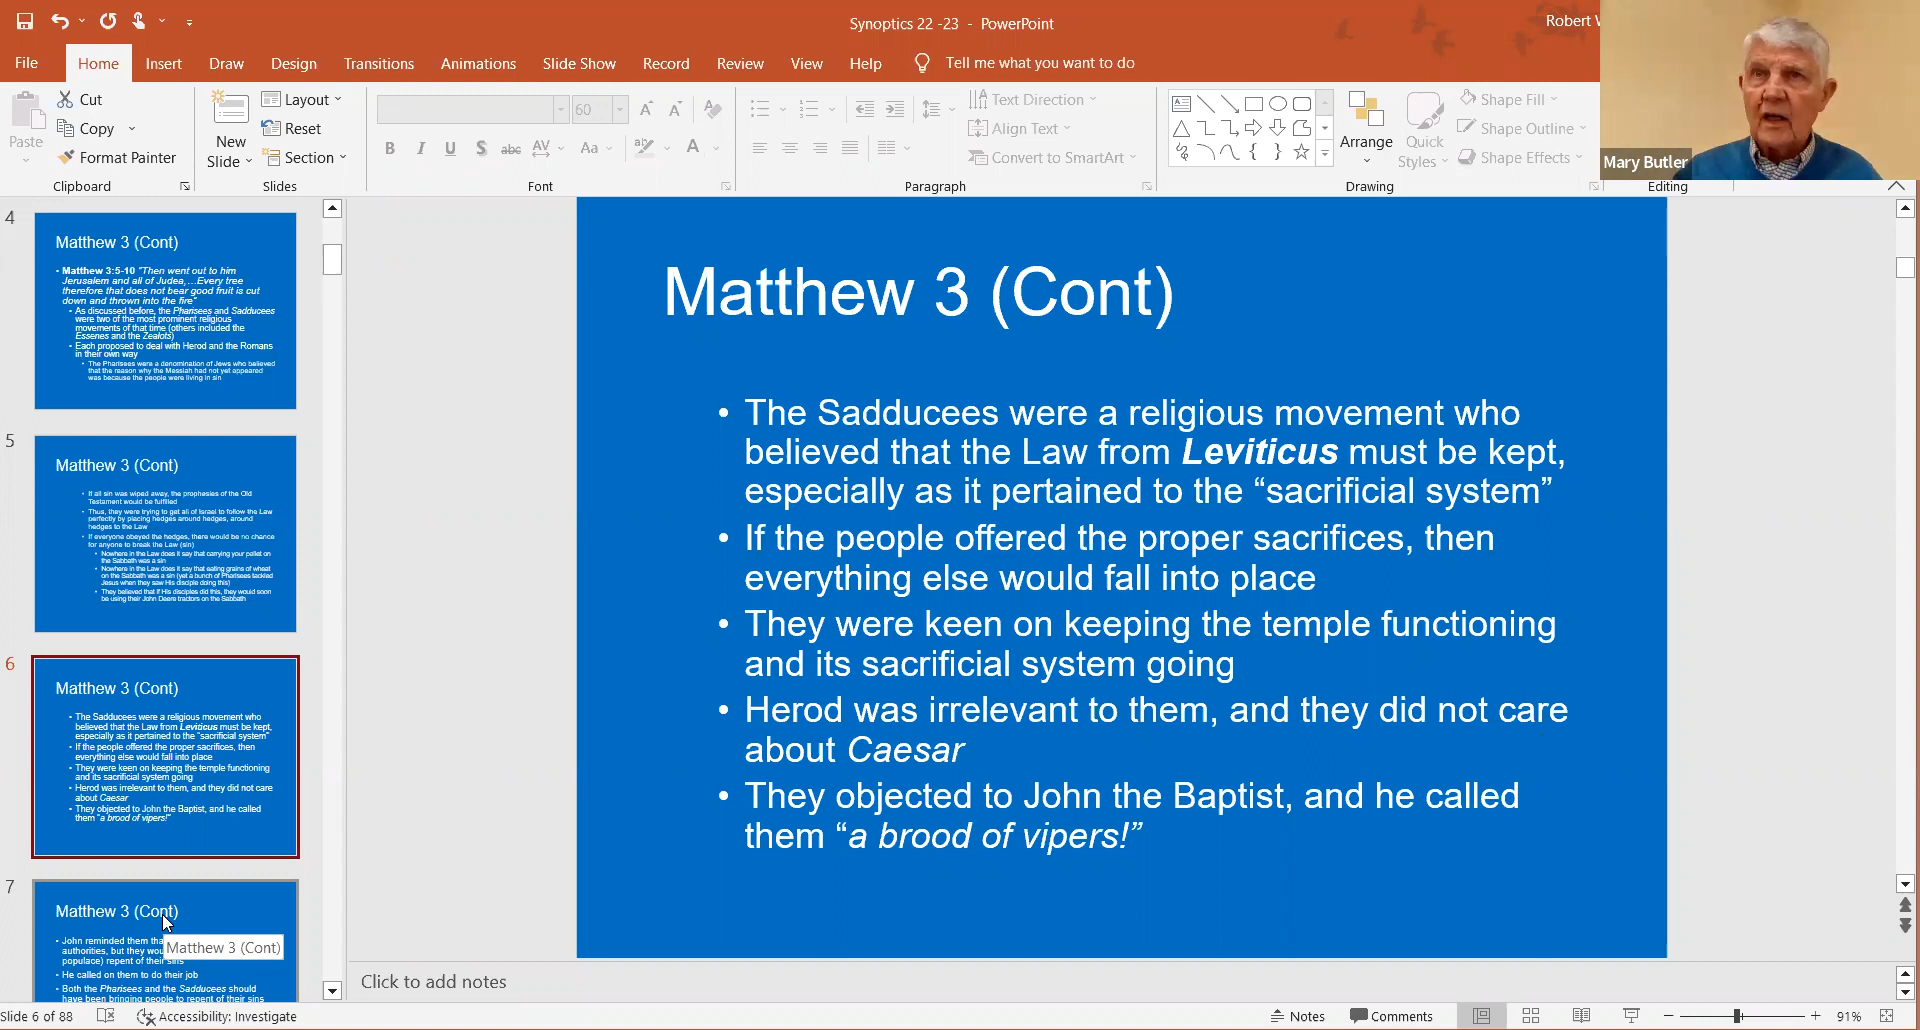 Synoptics 22 -23 - PowerPoint
Robert W
File Home Insert Draw Design Transitions Animations Slide Show Record Review View Help Tell me what you want to do
Paste
Cut
Copy
Format Painter
Clipboard
New
Slide
Layout
Reset
Section
Slides
60
B I U S abc AV Aa A
Font
Text Direction
Align Text
Convert to SmartArt
Paragraph
Arrange
Quick
Styles
Shape Fill
Shape Outline
Shape Effects
Drawing
Editing
Mary Butler
4
Matthew 3 (Cont)
• Matthew 3:5-10 "Then went out to him
Jerusalem and all of Judea,…Every tree
therefore that does not bear good fruit is cut
down and thrown into the fire"
• As discussed before, the Pharisees and Sadducees
were two of the most prominent religious
movements of that time (others included the
Essenes and the Zealots)
• Each proposed to deal with Herod and the Romans
in their own way
• The Pharisees were a denomination of Jews who believed
that the reason why the Messiah had not yet appeared
was because the people were living in sin
5
Matthew 3 (Cont)
• If all sin was wiped away, the prophesies of the Old
Testament would be fulfilled
• Thus, they were trying to get all of Israel to follow the Law
perfectly by placing hedges around hedges, around
hedges to the Law
• If everyone obeyed the hedges, there would be no chance
for anyone to break the Law (sin)
• Nowhere in the Law does it say that carrying your pallet on
the Sabbath was a sin
• Nowhere in the Law does it say that eating grains of wheat
on the Sabbath was a sin (yet a bunch of Pharisees tackled
Jesus when they saw His disciple doing this)
• They believed that if His disciples did this, they would soon
be using their John Deere tractors on the Sabbath
6
Matthew 3 (Cont)
• The Sadducees were a religious movement who
believed that the Law from Leviticus must be kept,
especially as it pertained to the "sacrificial system"
• If the people offered the proper sacrifices, then
everything else would fall into place
• They were keen on keeping the temple functioning
and its sacrificial system going
• Herod was irrelevant to them, and they did not care
about Caesar
• They objected to John the Baptist, and he called
them "a brood of vipers!"
7
Matthew 3 (Cont)
Matthew 3 (Cont)
• John reminded them tha
authorities, but they wou
populace) repent of their sins
• He called on them to do their job
• Both the Pharisees and the Sadducees should
have been bringing people to repent of their sins
Matthew 3 (Cont)
• The Sadducees were a religious movement who
believed that the Law from Leviticus must be kept,
especially as it pertained to the “sacrificial system”
• If the people offered the proper sacrifices, then
everything else would fall into place
• They were keen on keeping the temple functioning
and its sacrificial system going
• Herod was irrelevant to them, and they did not care
about Caesar
• They objected to John the Baptist, and he called
them “a brood of vipers!”
Click to add notes
Slide 6 of 88 Accessibility: Investigate Notes Comments 91%